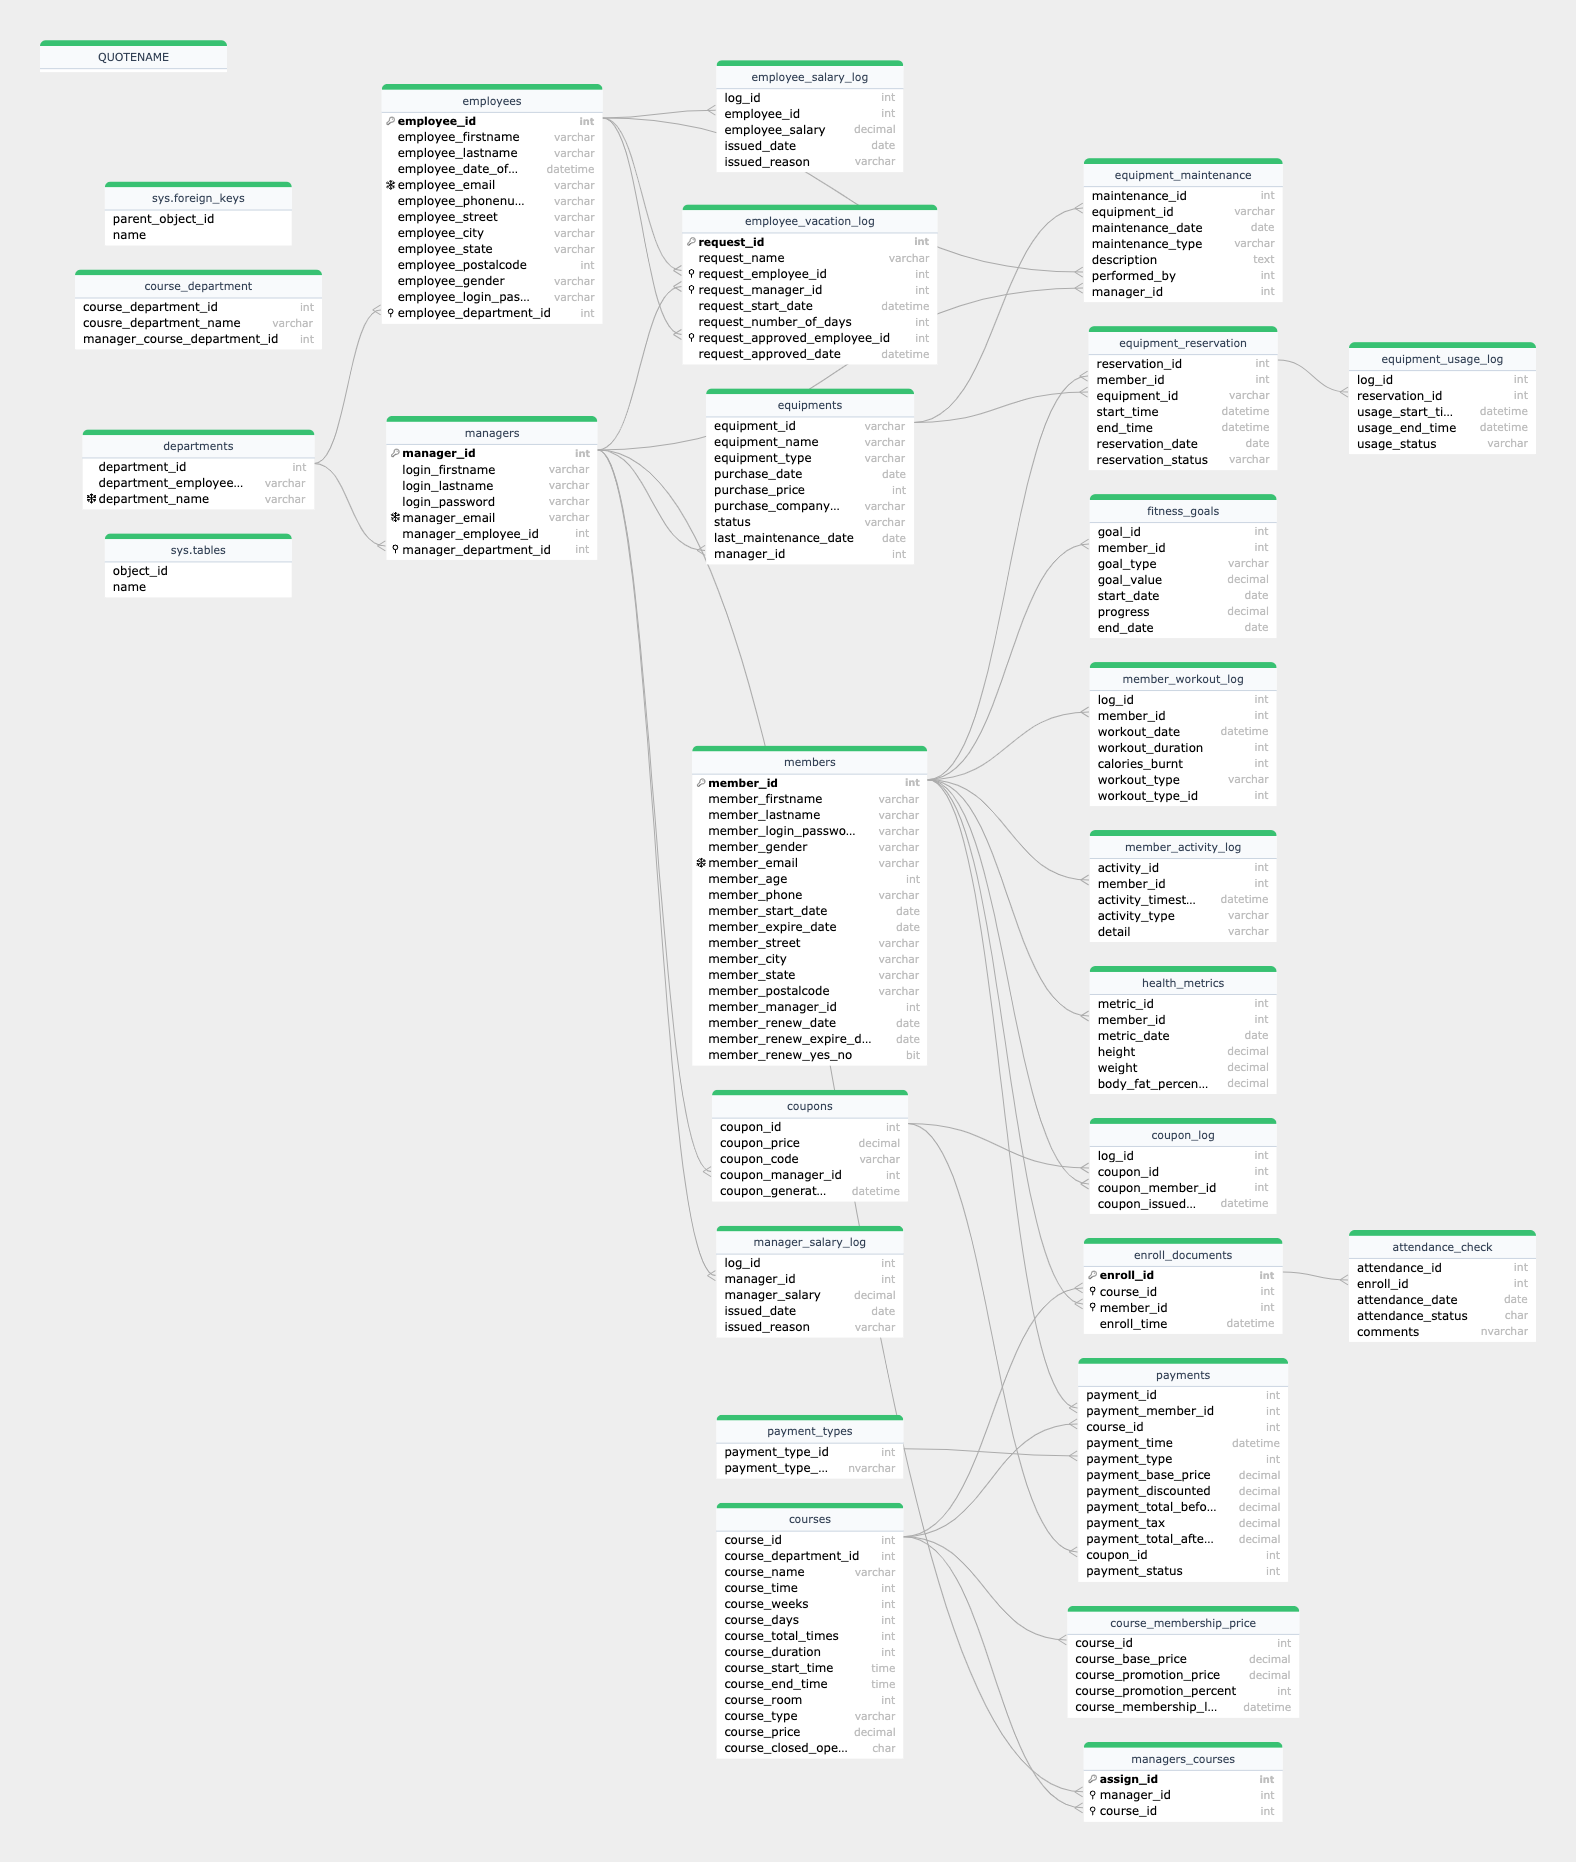 QUOTENAME
sys.foreign_keys
parent_object_id
name
course_department
course_department_id int
cousre_department_name varchar
manager_course_department_id int
departments
department_id int
department_employee... varchar
department_name varchar
sys.tables
object_id
name
employees
employee_id int
employee_firstname varchar
employee_lastname varchar
employee_date_of... datetime
employee_email varchar
employee_phonenu... varchar
employee_street varchar
employee_city varchar
employee_state varchar
employee_postalcode int
employee_gender varchar
employee_login_pas... varchar
employee_department_id int
managers
manager_id int
login_firstname varchar
login_lastname varchar
login_password varchar
manager_email varchar
manager_employee_id int
manager_department_id int
employee_salary_log
log_id int
employee_id int
employee_salary decimal
issued_date date
issued_reason varchar
employee_vacation_log
request_id int
request_name varchar
request_employee_id int
request_manager_id int
request_start_date datetime
request_number_of_days int
request_approved_employee_id int
request_approved_date datetime
equipments
equipment_id varchar
equipment_name varchar
equipment_type varchar
purchase_date date
purchase_price int
purchase_company... varchar
status varchar
last_maintenance_date date
manager_id int
members
member_id int
member_firstname varchar
member_lastname varchar
member_login_passwo... varchar
member_gender varchar
member_email varchar
member_age int
member_phone varchar
member_start_date date
member_expire_date date
member_street varchar
member_city varchar
member_state varchar
member_postalcode varchar
member_manager_id int
member_renew_date date
member_renew_expire_d... date
member_renew_yes_no bit
coupons
coupon_id int
coupon_price decimal
coupon_code varchar
coupon_manager_id int
coupon_generat... datetime
manager_salary_log
log_id int
manager_id int
manager_salary decimal
issued_date date
issued_reason varchar
payment_types
payment_type_id int
payment_type_... nvarchar
courses
course_id int
course_department_id int
course_name varchar
course_time int
course_weeks int
course_days int
course_total_times int
course_duration int
course_start_time time
course_end_time time
course_room int
course_type varchar
course_price decimal
course_closed_ope... char
equipment_maintenance
maintenance_id int
equipment_id varchar
maintenance_date date
maintenance_type varchar
description text
performed_by int
manager_id int
equipment_reservation
reservation_id int
member_id int
equipment_id varchar
start_time datetime
end_time datetime
reservation_date date
reservation_status varchar
fitness_goals
goal_id int
member_id int
goal_type varchar
goal_value decimal
start_date date
progress decimal
end_date date
member_workout_log
log_id int
member_id int
workout_date datetime
workout_duration int
calories_burnt int
workout_type varchar
workout_type_id int
member_activity_log
activity_id int
member_id int
activity_timest... datetime
activity_type varchar
detail varchar
health_metrics
metric_id int
member_id int
metric_date date
height decimal
weight decimal
body_fat_percen... decimal
coupon_log
log_id int
coupon_id int
coupon_member_id int
coupon_issued... datetime
enroll_documents
enroll_id int
course_id int
member_id int
enroll_time datetime
payments
payment_id int
payment_member_id int
course_id int
payment_time datetime
payment_type int
payment_base_price decimal
payment_discounted decimal
payment_total_befo... decimal
payment_tax decimal
payment_total_afte... decimal
coupon_id int
payment_status int
course_membership_price
course_id int
course_base_price decimal
course_promotion_price decimal
course_promotion_percent int
course_membership_l... datetime
managers_courses
assign_id int
manager_id int
course_id int
equipment_usage_log
log_id int
reservation_id int
usage_start_ti... datetime
usage_end_time datetime
usage_status varchar
attendance_check
attendance_id int
enroll_id int
attendance_date date
attendance_status char
comments nvarchar